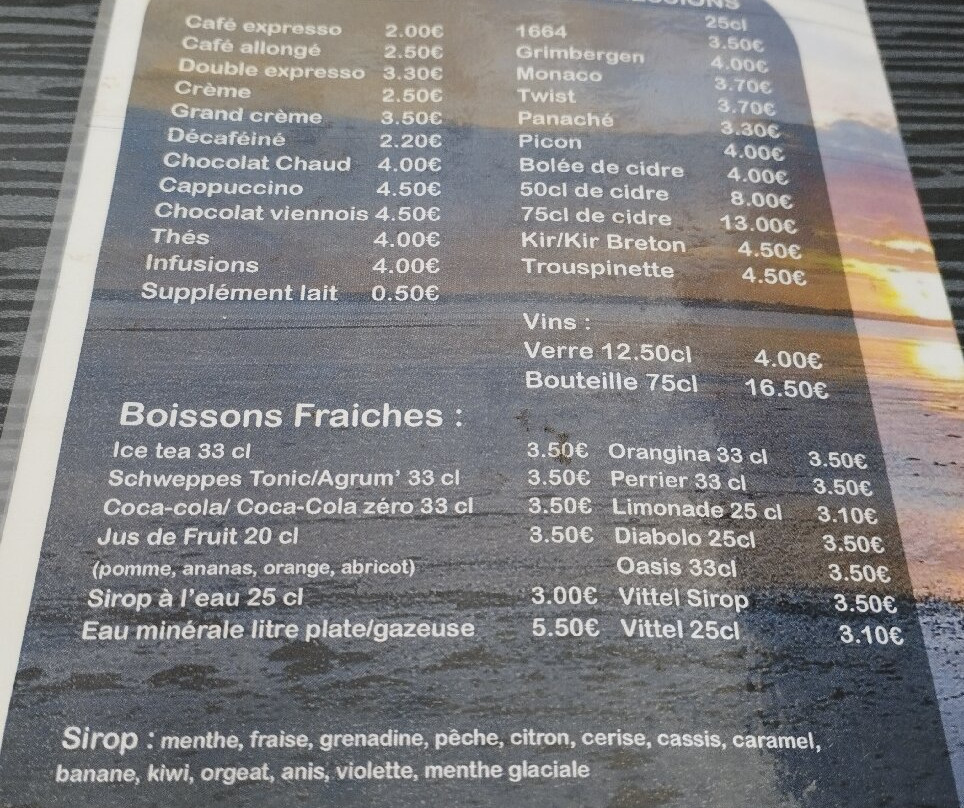 25cl
Café expresso 2.00€
Café allongé 2.50€
Double expresso 3.30€
Crème 2.50€
Grand crème 3.50€
Décaféiné 2.20€
Chocolat Chaud 4.00€
Cappuccino 4.50€
Chocolat viennois 4.50€
Thés 4.00€
Infusions 4.00€
Supplément lait 0.50€
1664 3.50€
Grimbergen 4.00€
Monaco 3.70€
Twist 3.70€
Panaché 3.30€
Picon 4.00€
Bolée de cidre 4.00€
50cl de cidre 8.00€
75cl de cidre 13.00€
Kir/Kir Breton 4.50€
Trouspinette 4.50€
Vins :
Verre 12.50cl 4.00€
Bouteille 75cl 16.50€
Boissons Fraiches :
Ice tea 33 cl 3.50€
Schweppes Tonic/Agrum' 33 cl 3.50€
Coca-cola/ Coca-Cola zéro 33 cl 3.50€
Jus de Fruit 20 cl 3.50€
(pomme, ananas, orange, abricot)
Sirop à l'eau 25 cl 3.00€
Eau minérale litre plate/gazeuse 5.50€
Orangina 33 cl 3.50€
Perrier 33 cl 3.50€
Limonade 25 cl 3.10€
Diabolo 25cl 3.50€
Oasis 33cl 3.50€
Vittel Sirop 3.50€
Vittel 25cl 3.10€
Sirop : menthe, fraise, grenadine, pèche, citron, cerise, cassis, caramel,
banane, kiwi, orgeat, anis, violette, menthe glaciale